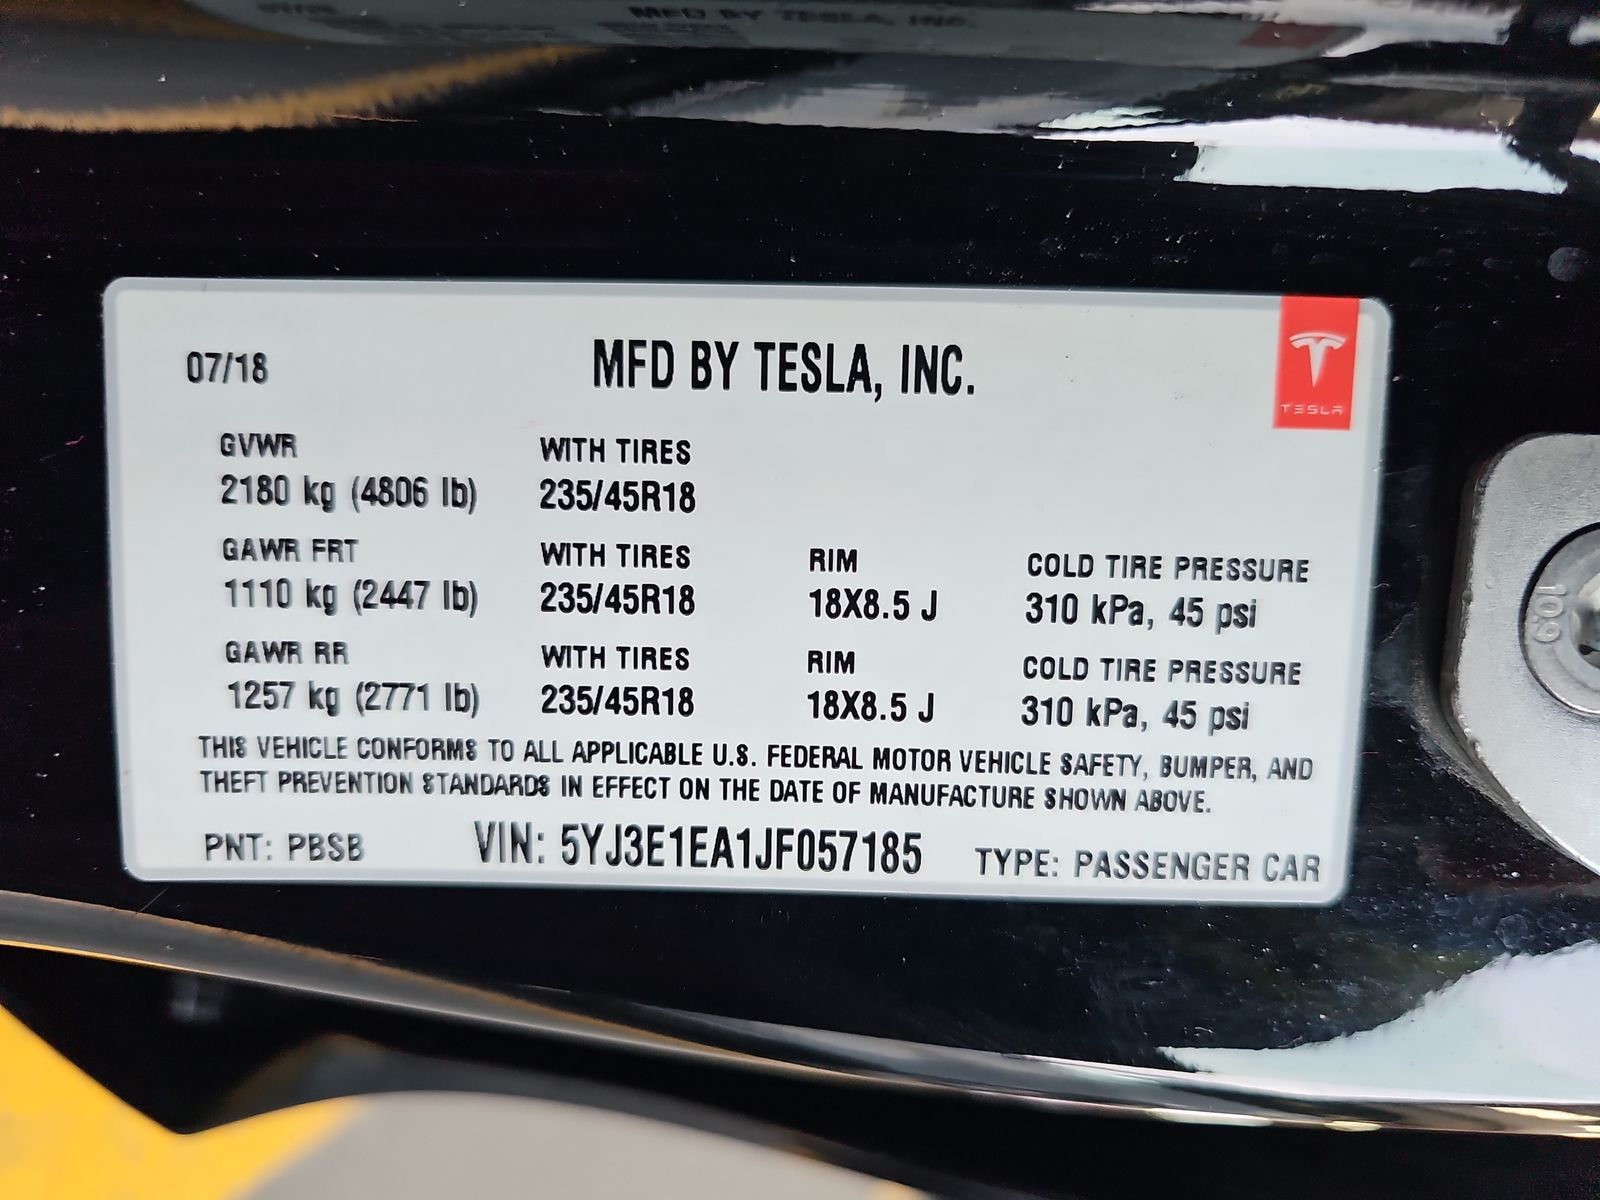 MFD BY TESLA, INC.
07/18 MFD BY TESLA, INC.
TESLA
GVWR WITH TIRES
2180 kg (4806 lb) 235/45R18
GAWR FRT WITH TIRES RIM COLD TIRE PRESSURE
1110 kg (2447 lb) 235/45R18 18X8.5 J 310 kPa, 45 psi
GAWR RR WITH TIRES RIM COLD TIRE PRESSURE
1257 kg (2771 lb) 235/45R18 18X8.5 J 310 kPa, 45 psi
THIS VEHICLE CONFORMS TO ALL APPLICABLE U.S. FEDERAL MOTOR VEHICLE SAFETY, BUMPER, AND
THEFT PREVENTION STANDARDS IN EFFECT ON THE DATE OF MANUFACTURE SHOWN ABOVE.
PNT: PBSB VIN: 5YJ3E1EA1JF057185 TYPE: PASSENGER CAR
10.9